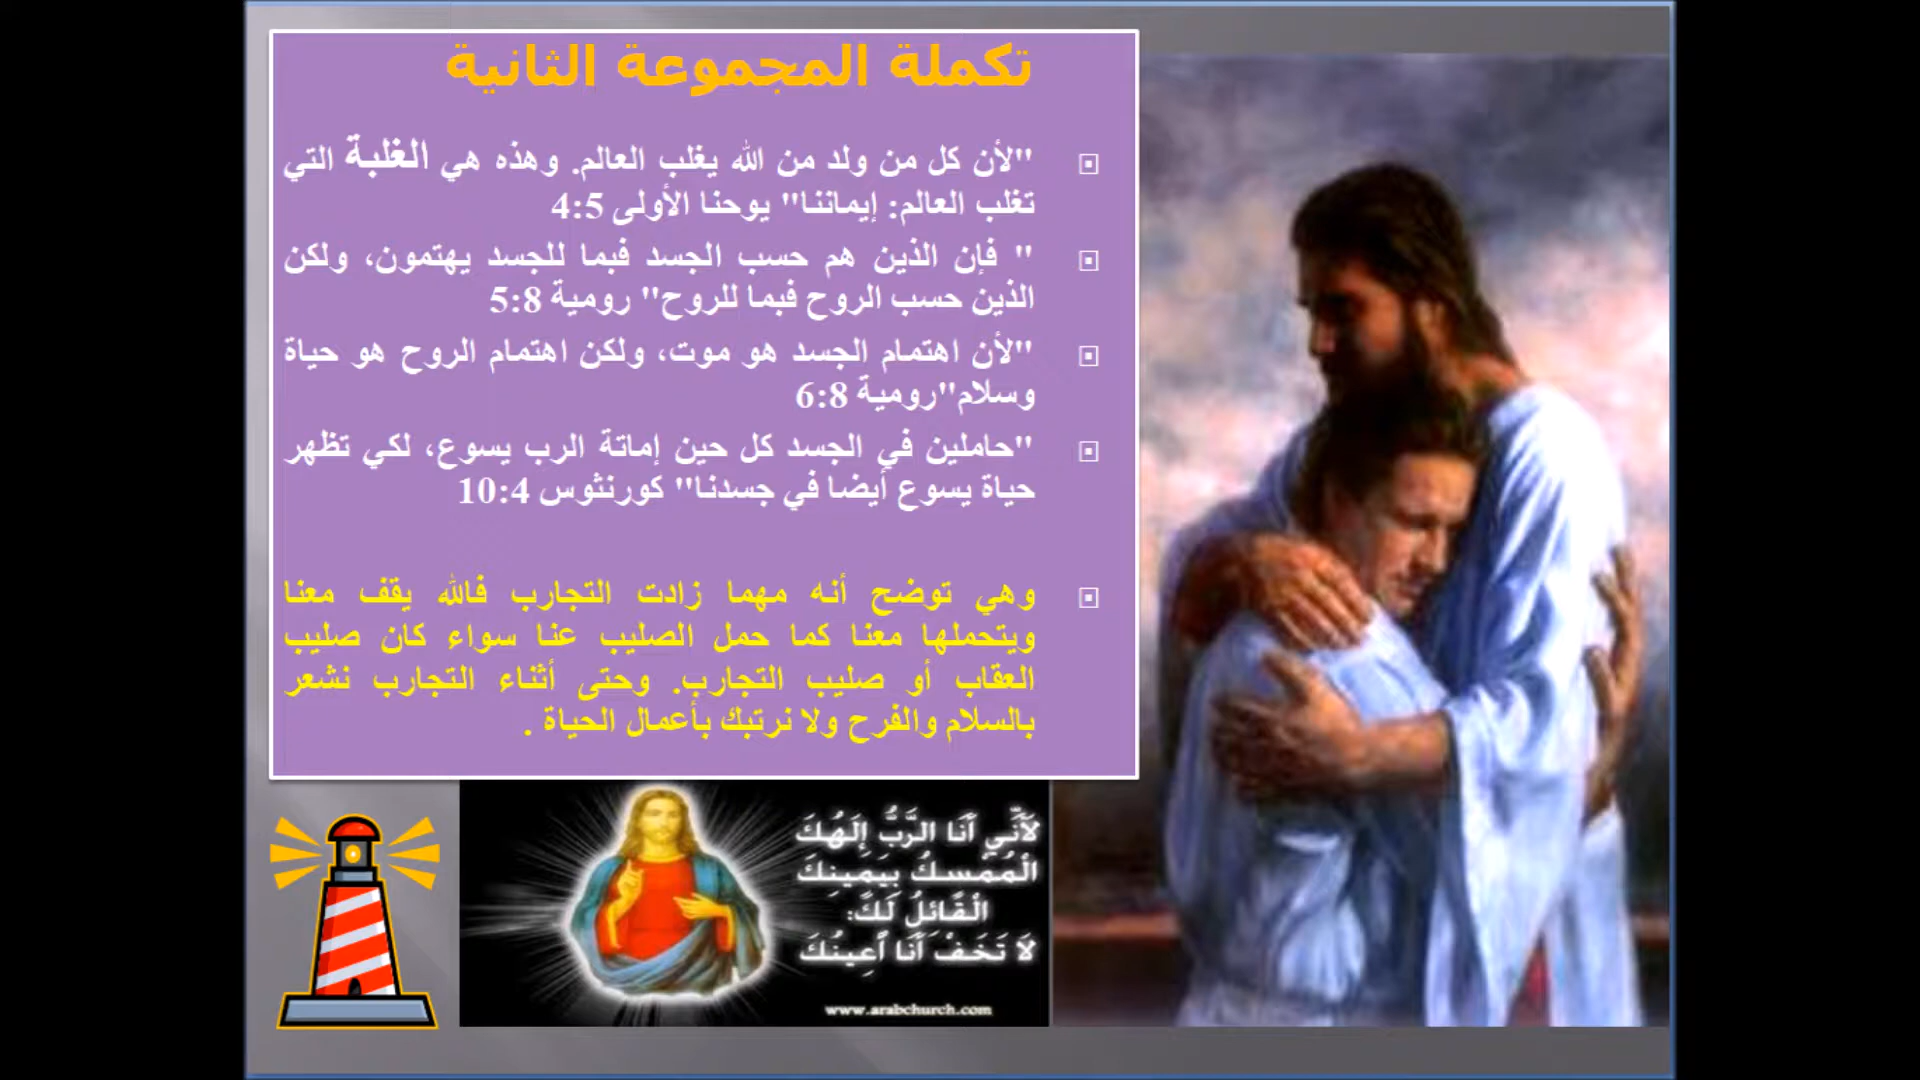 تكملة المجموعة الثانية
"لأن كل من ولد من الله يغلب العالم. وهذه هي الغلبة التي
تغلب العالم: إيماننا" يوحنا الأولى 4:5
" فإن الذين هم حسب الجسد فبما للجسد يهتمون، ولكن
الذين حسب الروح فبما للروح" رومية 5:8
"لأن اهتمام الجسد هو موت، ولكن اهتمام الروح هو حياة
وسلام"رومية 6:8
"حاملين في الجسد كل حين إماتة الرب يسوع، لكي تظهر
حياة يسوع أيضا في جسدنا" كورنثوس 10:4
وهي توضح أنه مهما زادت التجارب فالله يقف معنا
ويتحملها معنا كما حمل الصليب عنا سواء كان صليب
العقاب أو صليب التجارب. وحتى أثناء التجارب نشعر
بالسلام والفرح ولا نرتبك بأعمال الحياة .
لأَنِّي أَنَا الرَّبُّ إِلَهُكَ
الْمُمْسِكُ بِيَمِينِكَ
الْقَائِلُ لَكَ:
لاَ تَخَفْ أَنَا أُعِينُكَ
www.arabchurch.com